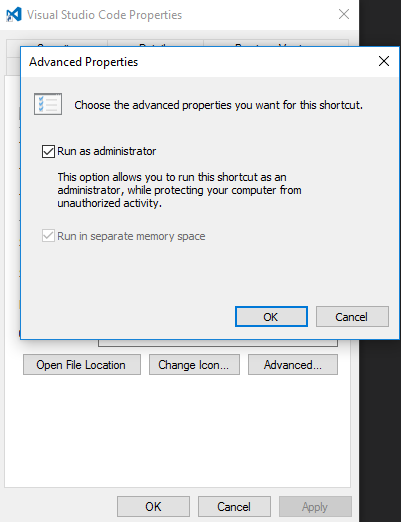 Visual Studio Code Properties
Advanced Properties
Choose the advanced properties you want for this shortcut.
Run as administrator
This option allows you to run this shortcut as an
administrator, while protecting your computer from
unauthorized activity.
Run in separate memory space
OK
Cancel
Open File Location
Change Icon...
Advanced...
OK
Cancel
Apply